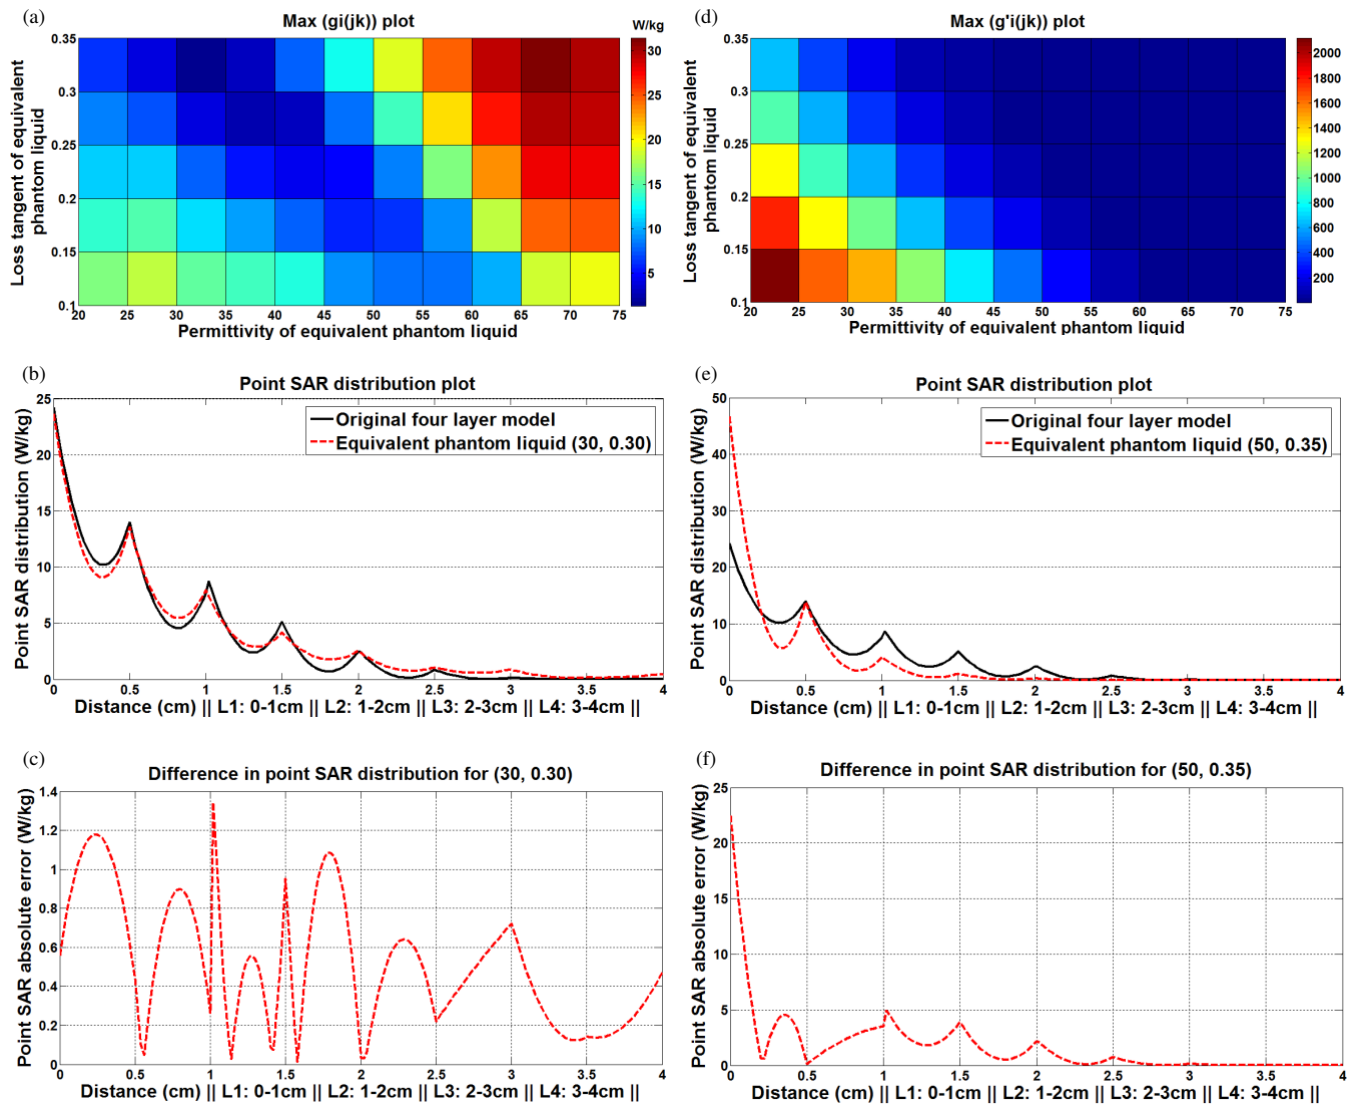 (a)
Max (gi(jk)) plot
W/kg
Loss tangent of equivalent
phantom liquid
0.35
0.3
0.25
0.2
0.15
0.1
20 25 30 35 40 45 50 55 60 65 70 75
Permittivity of equivalent phantom liquid
30
25
20
15
10
5
(d)
Max (g'i(jk)) plot
Loss tangent of equivalent
phantom liquid
0.35
0.3
0.25
0.2
0.15
0.1
20 25 30 35 40 45 50 55 60 65 70 75
Permittivity of equivalent phantom liquid
2000
1800
1600
1400
1200
1000
800
600
400
200
(b)
Point SAR distribution plot
Point SAR distribution (W/kg)
25
20
15
10
5
0
Original four layer model
Equivalent phantom liquid (30, 0.30)
0 0.5 1 1.5 2 2.5 3 3.5 4
Distance (cm) || L1: 0-1cm || L2: 1-2cm || L3: 2-3cm || L4: 3-4cm ||
(e)
Point SAR distribution plot
Point SAR distribution (W/kg)
50
40
30
20
10
0
Original four layer model
Equivalent phantom liquid (50, 0.35)
0 0.5 1 1.5 2 2.5 3 3.5 4
Distance (cm) || L1: 0-1cm || L2: 1-2cm || L3: 2-3cm || L4: 3-4cm ||
(c)
Difference in point SAR distribution for (30, 0.30)
Point SAR absolute error (W/kg)
1.4
1.2
1
0.8
0.6
0.4
0.2
0
0 0.5 1 1.5 2 2.5 3 3.5 4
Distance (cm) || L1: 0-1cm || L2: 1-2cm || L3: 2-3cm || L4: 3-4cm ||
(f)
Difference in point SAR distribution for (50, 0.35)
Point SAR absolute error (W/kg)
25
20
15
10
5
0
0 0.5 1 1.5 2 2.5 3 3.5 4
Distance (cm) || L1: 0-1cm || L2: 1-2cm || L3: 2-3cm || L4: 3-4cm ||